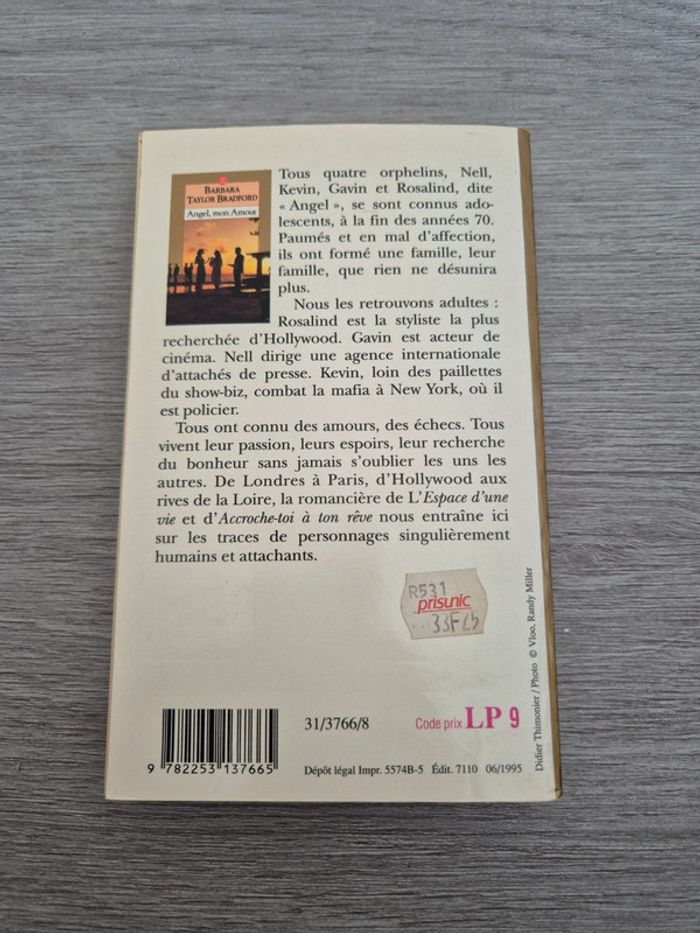 BARBARA
TAYLOR BRADFORD
Angel, mon Amour
Tous quatre orphelins, Nell,
Kevin, Gavin et Rosalind, dite
« Angel », se sont connus ado-
lescents, à la fin des années 70.
Paumés et en mal d'affection,
ils ont formé une famille, leur
famille, que rien ne désunira
plus.
Nous les retrouvons adultes :
Rosalind est la styliste la plus
recherchée d'Hollywood. Gavin est acteur de
cinéma. Nell dirige une agence internationale
d'attachés de presse. Kevin, loin des paillettes
du show-biz, combat la mafia à New York, où il
est policier.
Tous ont connu des amours, des échecs. Tous
vivent leur passion, leurs espoirs, leur recherche
du bonheur sans jamais s'oublier les uns les
autres. De Londres à Paris, d'Hollywood aux
rives de la Loire, la romancière de L'Espace d'une
vie et d'Accroche-toi à ton rêve nous entraîne ici
sur les traces de personnages singulièrement
humains et attachants.
R531
prisunic
33F25
Didier Thimonier / Photo © Vloo, Randy Miller
31/3766/8
Code prix LP 9
9 782253 137665
Dépôt légal Impr. 5574B-5 Édit. 7110 06/1995